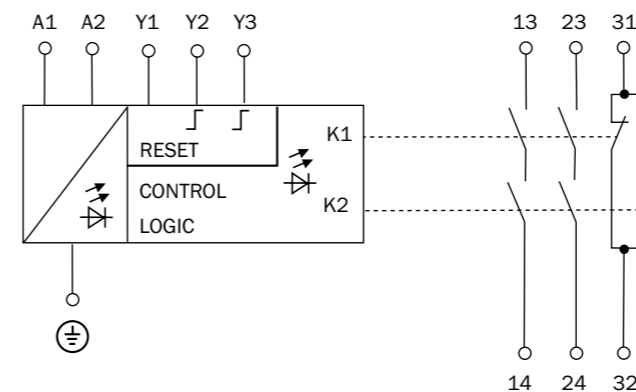 A1 A2 Y1 Y2 Y3 13 23 31
K1
RESET
CONTROL
K2
LOGIC
14 24 32